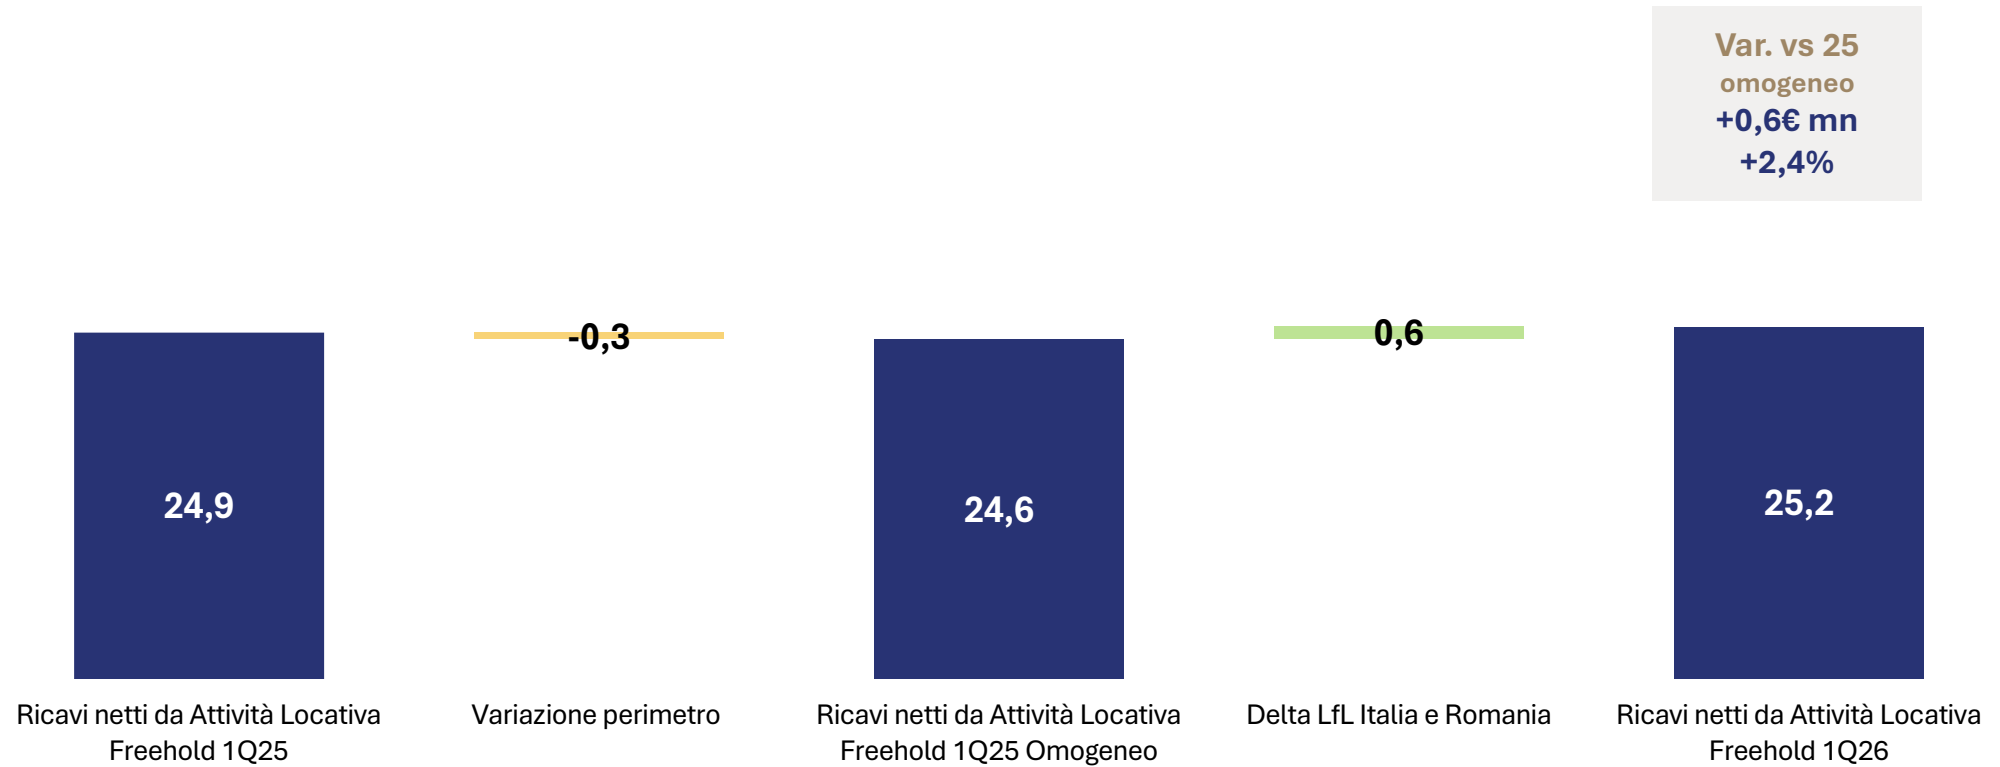 Var. vs 25
omogeneo
+0,6€ mn
+2,4%
-0,3
0,6
24,9
24,6
25,2
Ricavi netti da Attività Locativa
Freehold 1Q25
Variazione perimetro
Ricavi netti da Attività Locativa
Freehold 1Q25 Omogeneo
Delta LfL Italia e Romania
Ricavi netti da Attività Locativa
Freehold 1Q26